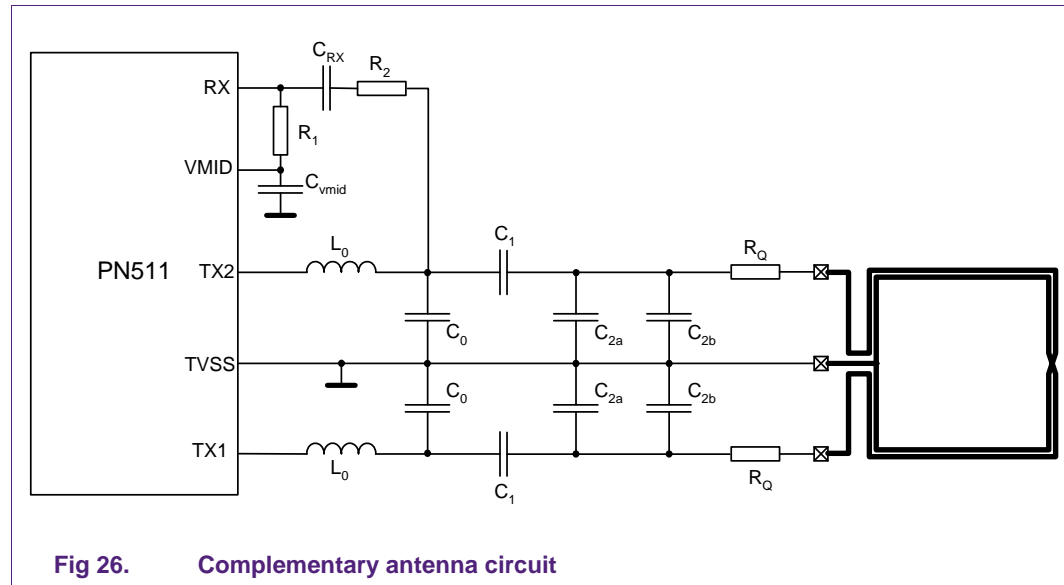 C_RX
R_2
RX
R_1
VMID
C_vmid
L_0
C_1
R_Q
PN511
TX2
C_0
C_2a
C_2b
TVSS
C_0
C_2a
C_2b
TX1
L_0
C_1
R_Q
Fig 26. Complementary antenna circuit